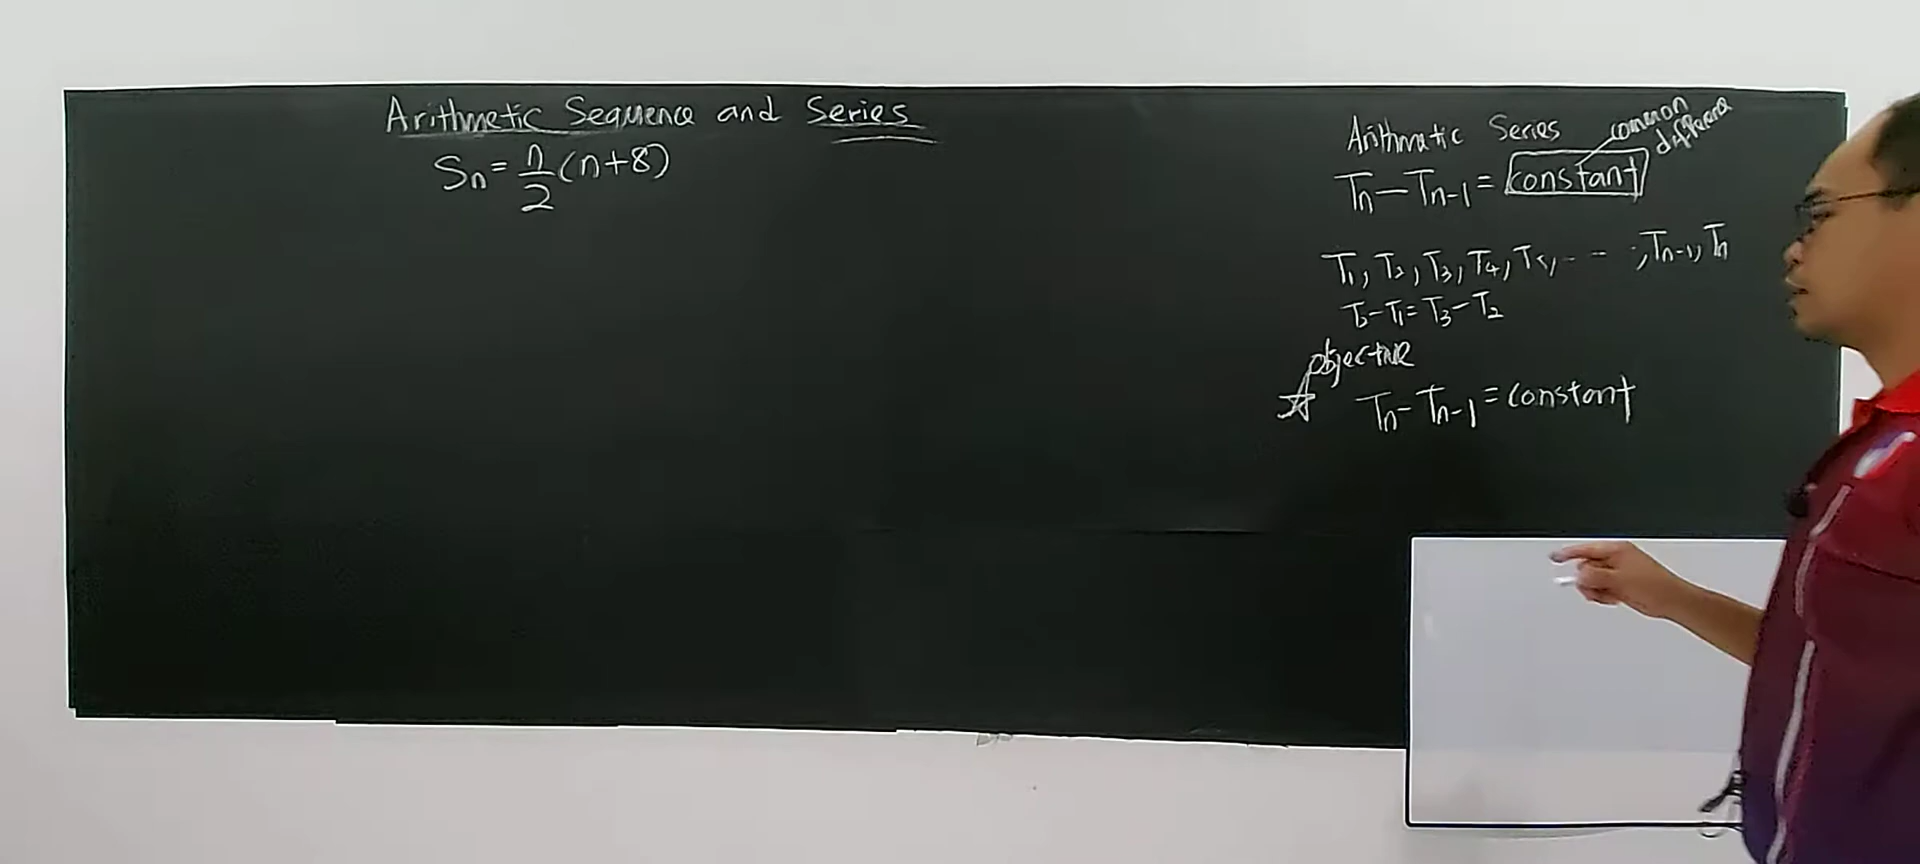 Arithmetic Sequence and Series
Sn = n/2 (n+8)
Arithmatic Series
common
difference
Tn - Tn-1 = constant
T1, T2, T3, T4, T5, - - -, Tn-1, Tn
T2 - T1 = T3 - T2
objective
☆ Tn - Tn-1 = constant